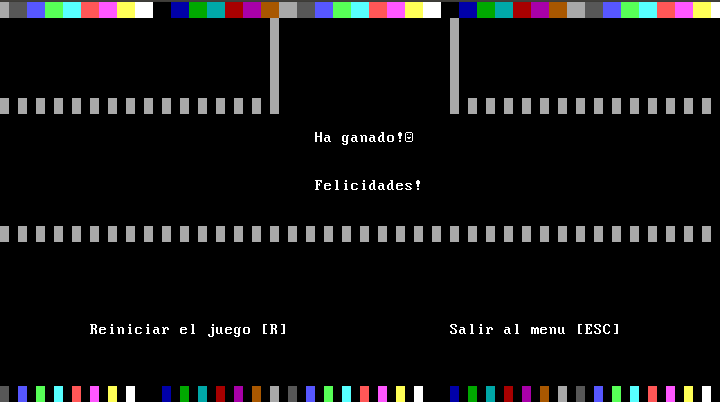 Ha ganado!☺
Felicidades!
Reiniciar el juego [R]
Salir al menu [ESC]